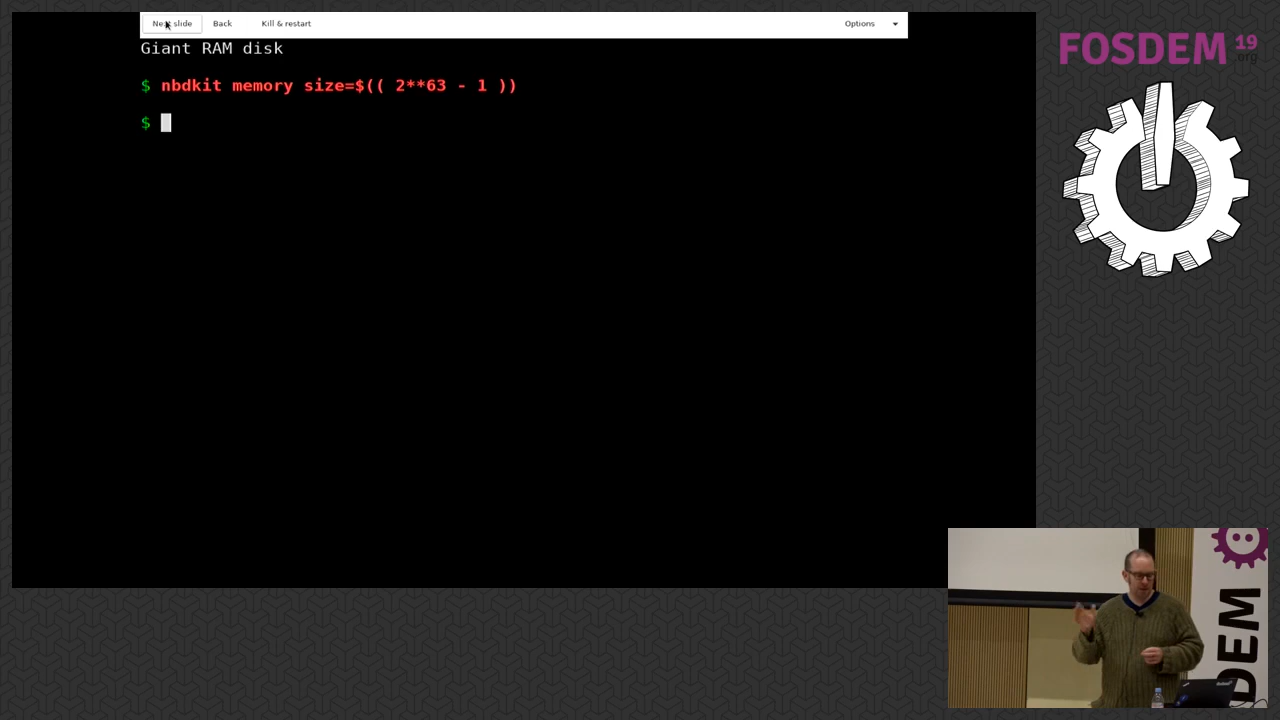 Next slide Back Kill & restart Options
Giant RAM disk
$ nbdkit memory size=$(( 2**63 - 1 ))
$
FOSDEM 19
.org
DEM